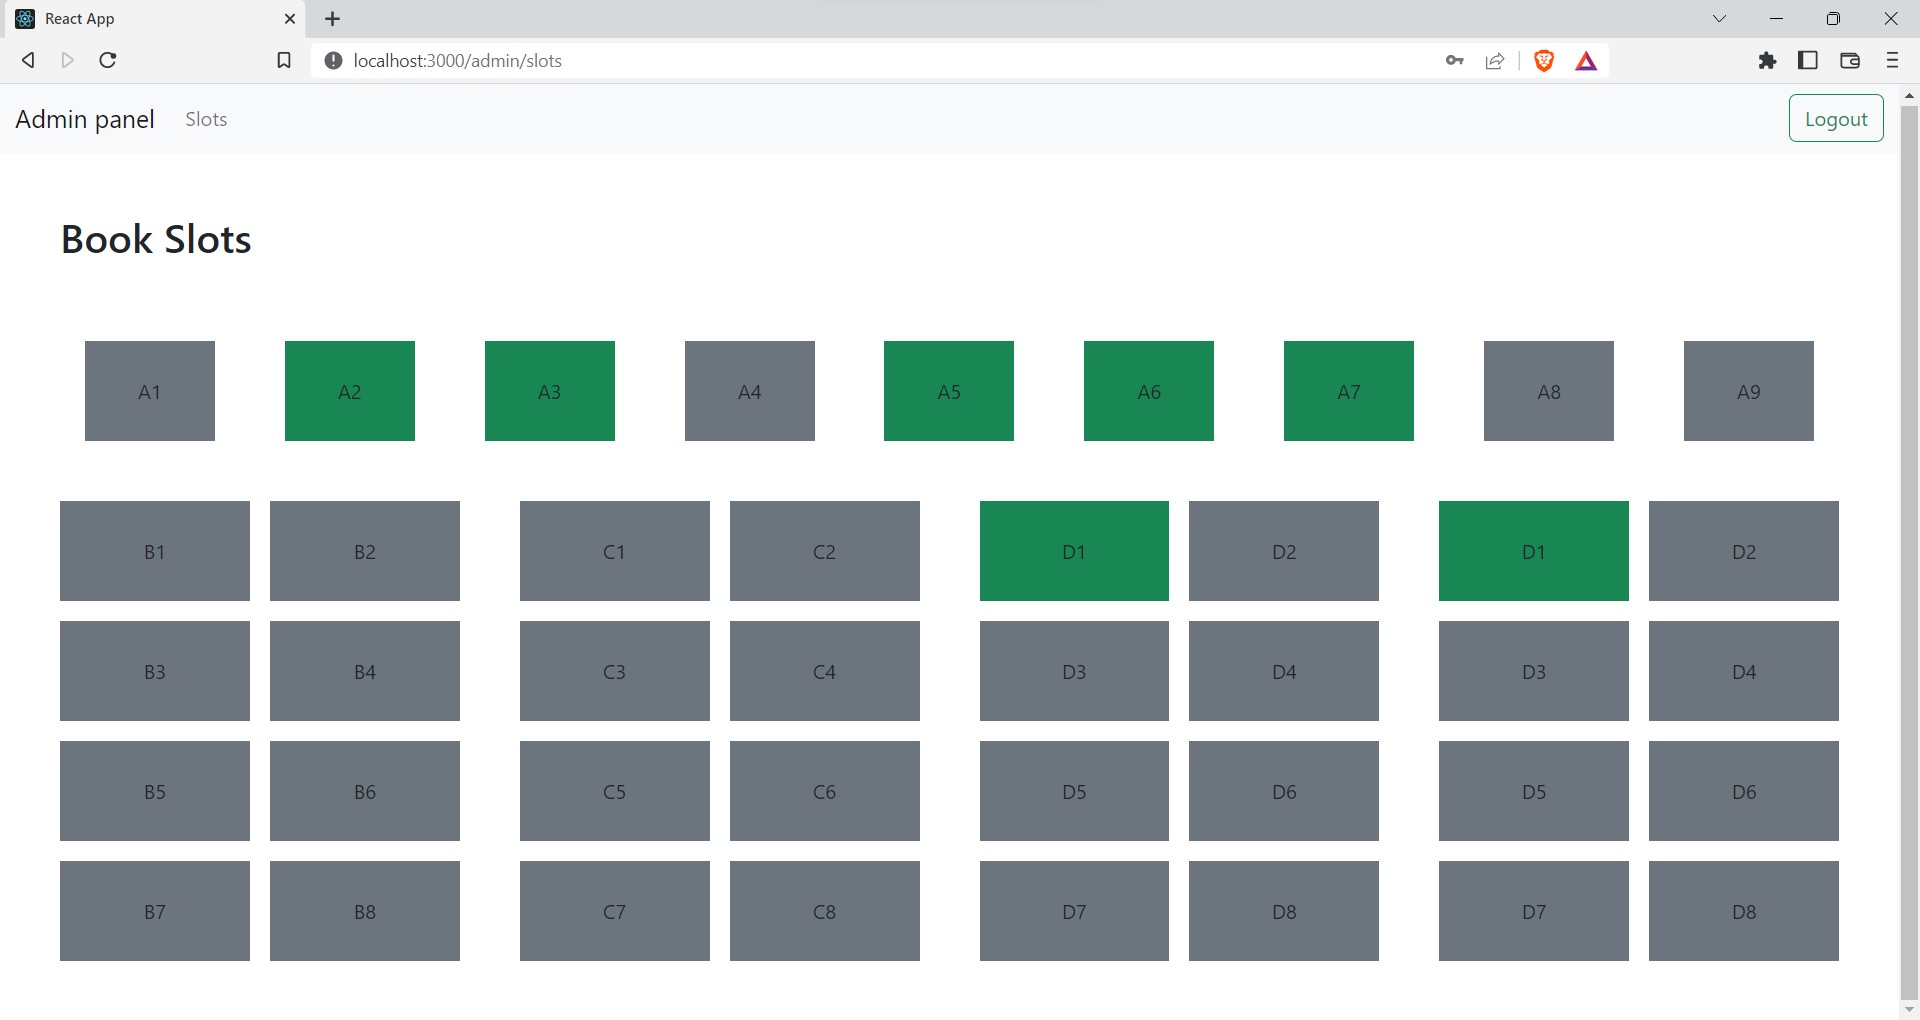 React App
localhost:3000/admin/slots
Admin panel Slots Logout
Book Slots
A1 A2 A3 A4 A5 A6 A7 A8 A9
B1 B2 C1 C2 D1 D2 D1 D2
B3 B4 C3 C4 D3 D4 D3 D4
B5 B6 C5 C6 D5 D6 D5 D6
B7 B8 C7 C8 D7 D8 D7 D8